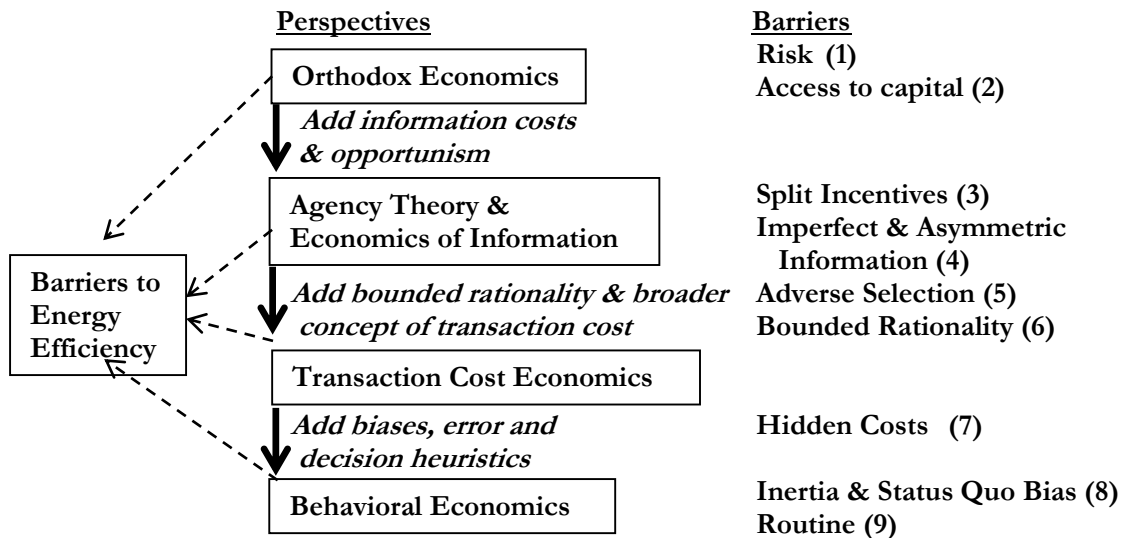 Perspectives
Barriers
Orthodox Economics
Risk (1)
Access to capital (2)
Add information costs
& opportunism
Agency Theory &
Economics of Information
Split Incentives (3)
Imperfect & Asymmetric
Information (4)
Barriers to
Energy
Efficiency
Add bounded rationality & broader
concept of transaction cost
Adverse Selection (5)
Bounded Rationality (6)
Transaction Cost Economics
Add biases, error and
decision heuristics
Hidden Costs (7)
Behavioral Economics
Inertia & Status Quo Bias (8)
Routine (9)